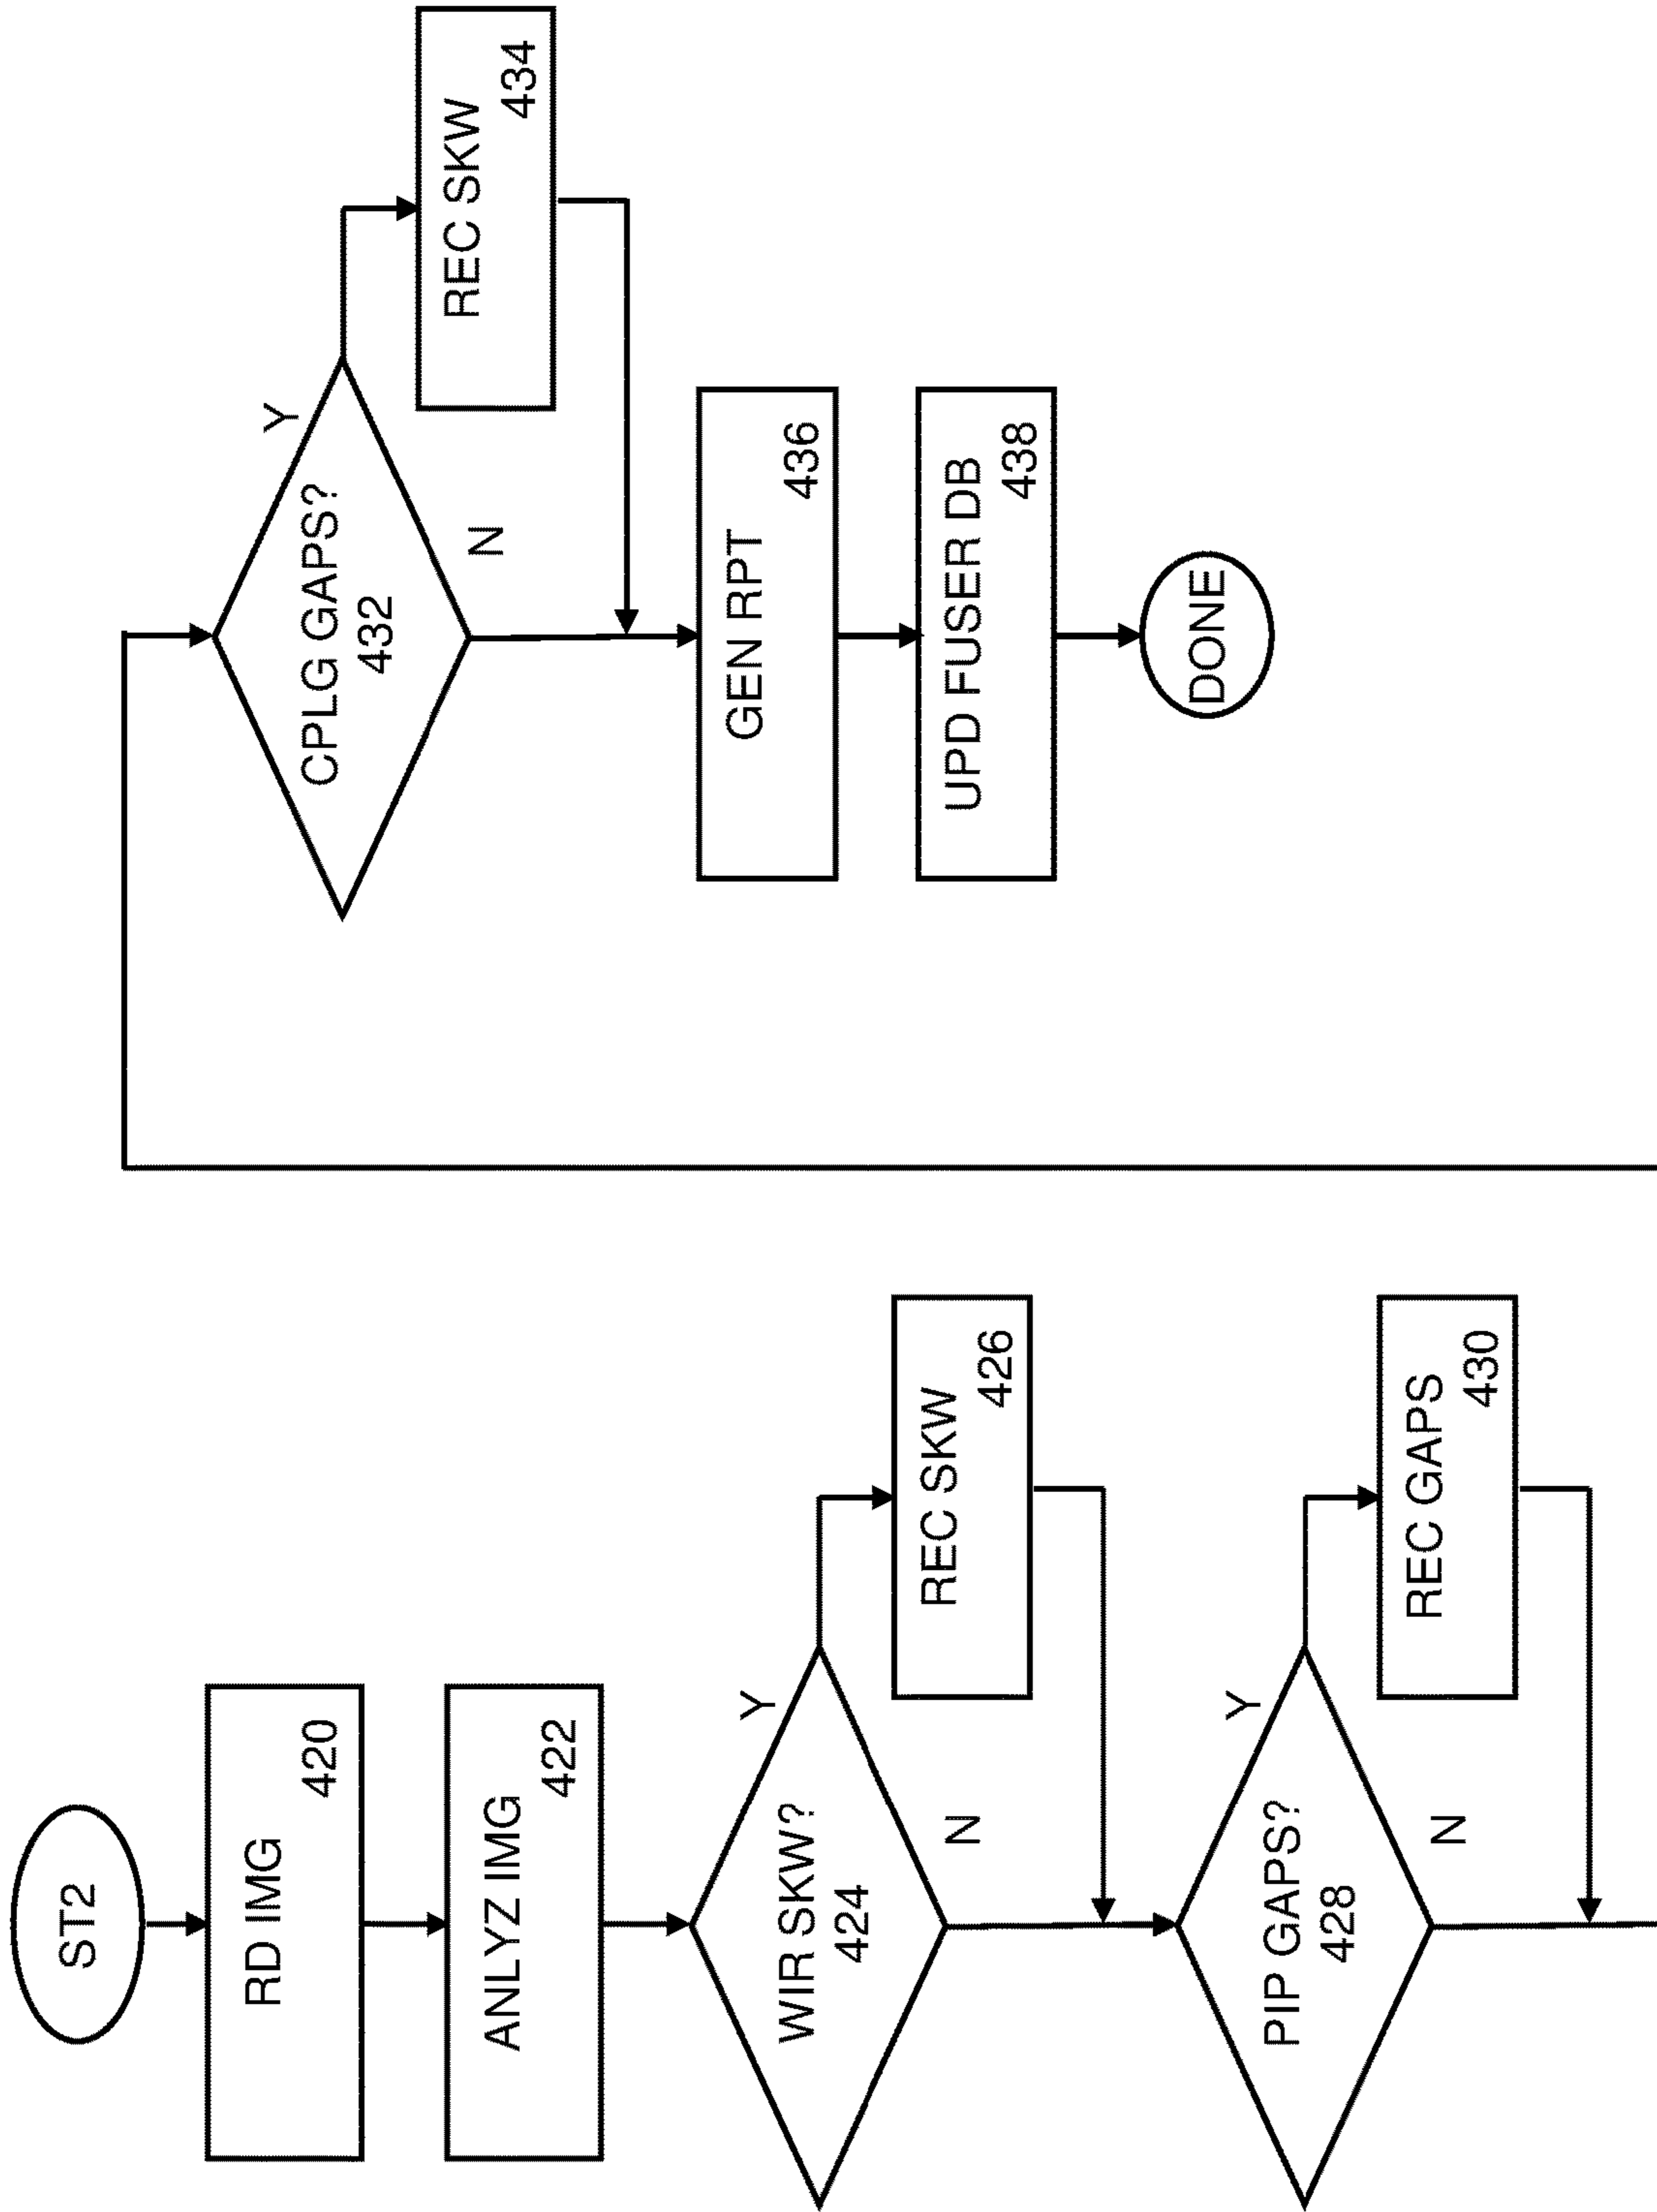 ST2
RD IMG
420
ANLYZ IMG
422
WIR SKW?
424
Y
N
REC SKW
426
PIP GAPS?
428
Y
N
REC GAPS
430
CPLG GAPS?
432
Y
N
REC SKW
434
GEN RPT
436
UPD FUSER DB
438
DONE